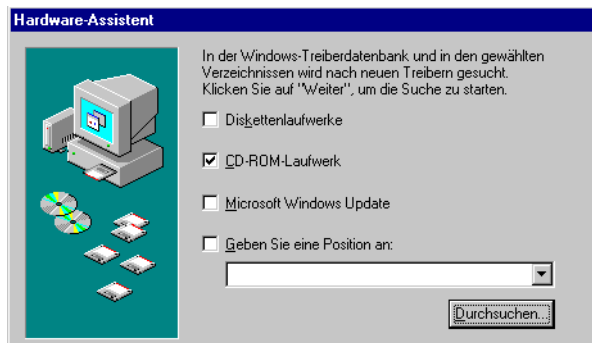 Hardware-Assistent
In der Windows-Treiberdatenbank und in den gewählten
Verzeichnissen wird nach neuen Treibern gesucht.
Klicken Sie auf "Weiter", um die Suche zu starten.
Diskettenlaufwerke
CD-ROM-Laufwerk
Microsoft Windows Update
Geben Sie eine Position an:
Durchsuchen...